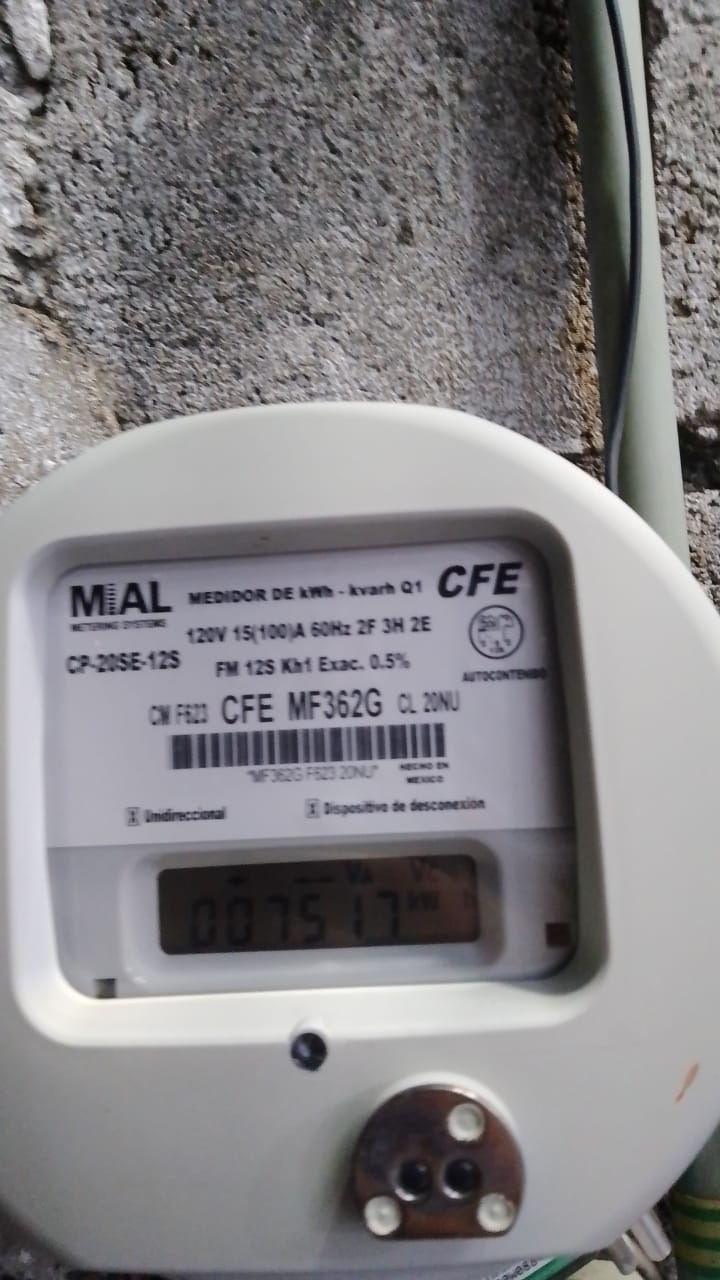 MIAL
METERING SYSTEMS
MEDIDOR DE kWh - kvarh Q1
CFE
120V 15(100)A 60Hz 2F 3H 2E
CP-20SE-12S
FM 12S Kh1 Exac. 0.5%
AUTOCONTENIDO
CM F623 CFE MF362G CL 20NU
*MF362G F623 20NU*
HECHO EN
MEXICO
X Unidireccional
X Dispositivo de desconexión
VA VC
007517 kW h